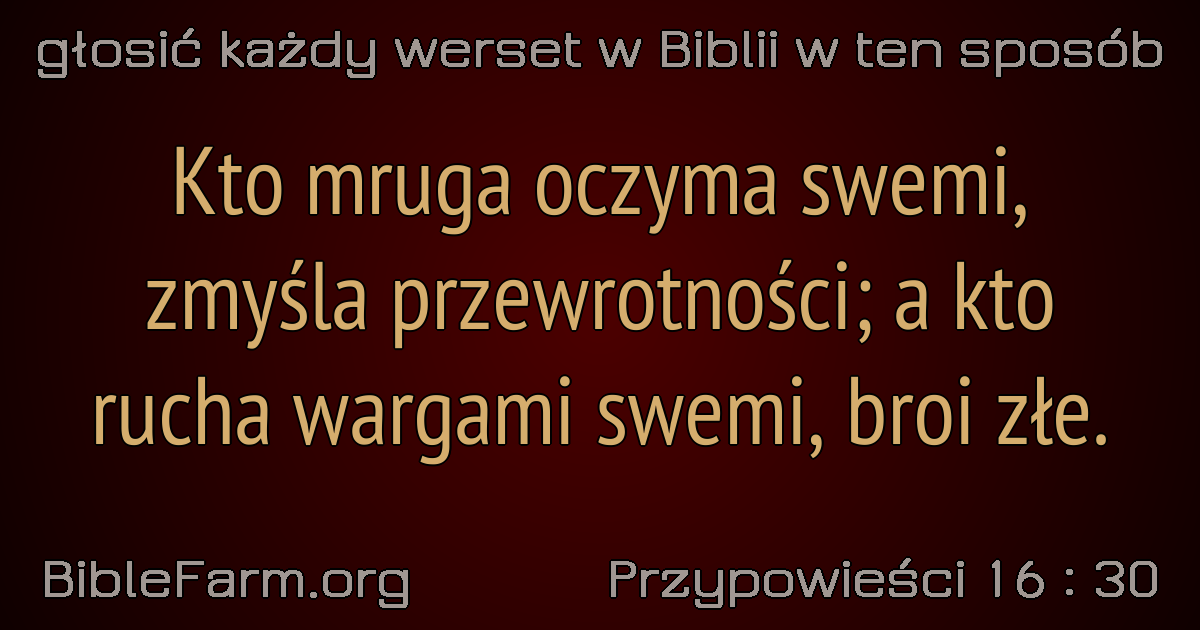 głosić każdy werset w Biblii w ten sposób
Kto mruga oczyma swemi,
zmyśla przewrotności; a kto
rucha wargami swemi, broi złe.
BibleFarm.org
Przypowieści 16 : 30